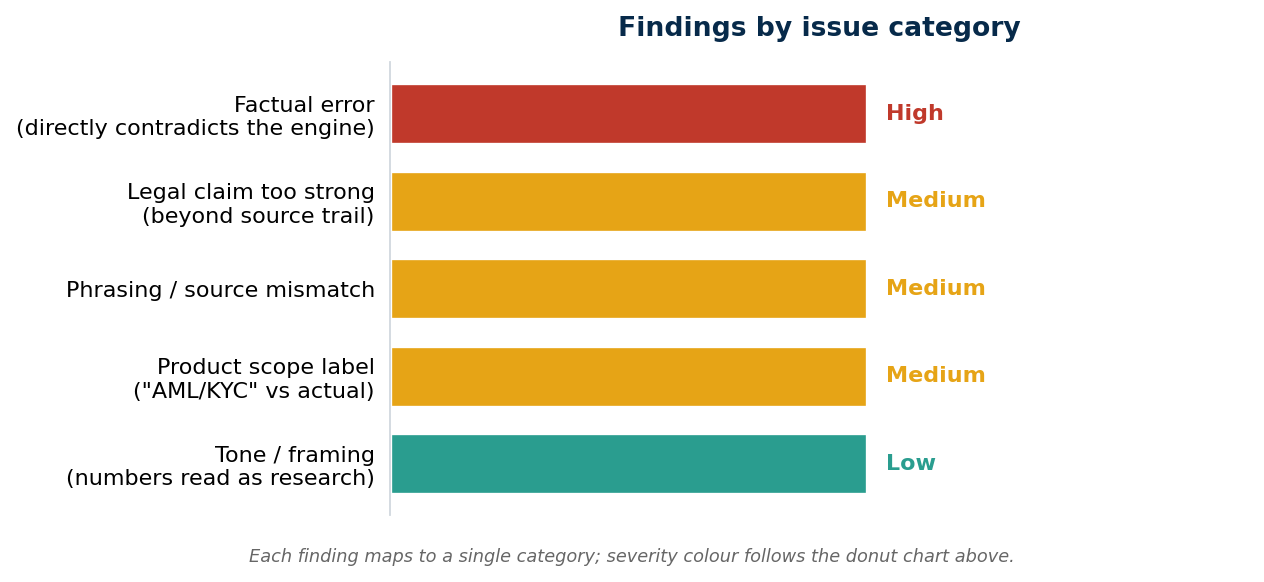 Findings by issue category
Factual error
(directly contradicts the engine)
High
Legal claim too strong
(beyond source trail)
Medium
Phrasing / source mismatch
Medium
Product scope label
("AML/KYC" vs actual)
Medium
Tone / framing
(numbers read as research)
Low
Each finding maps to a single category; severity colour follows the donut chart above.